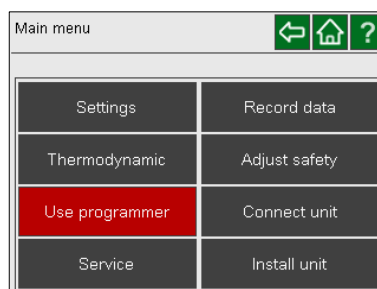 Main menu
?
Settings
Record data
Thermodynamic
Adjust safety
Use programmer
Connect unit
Service
Install unit